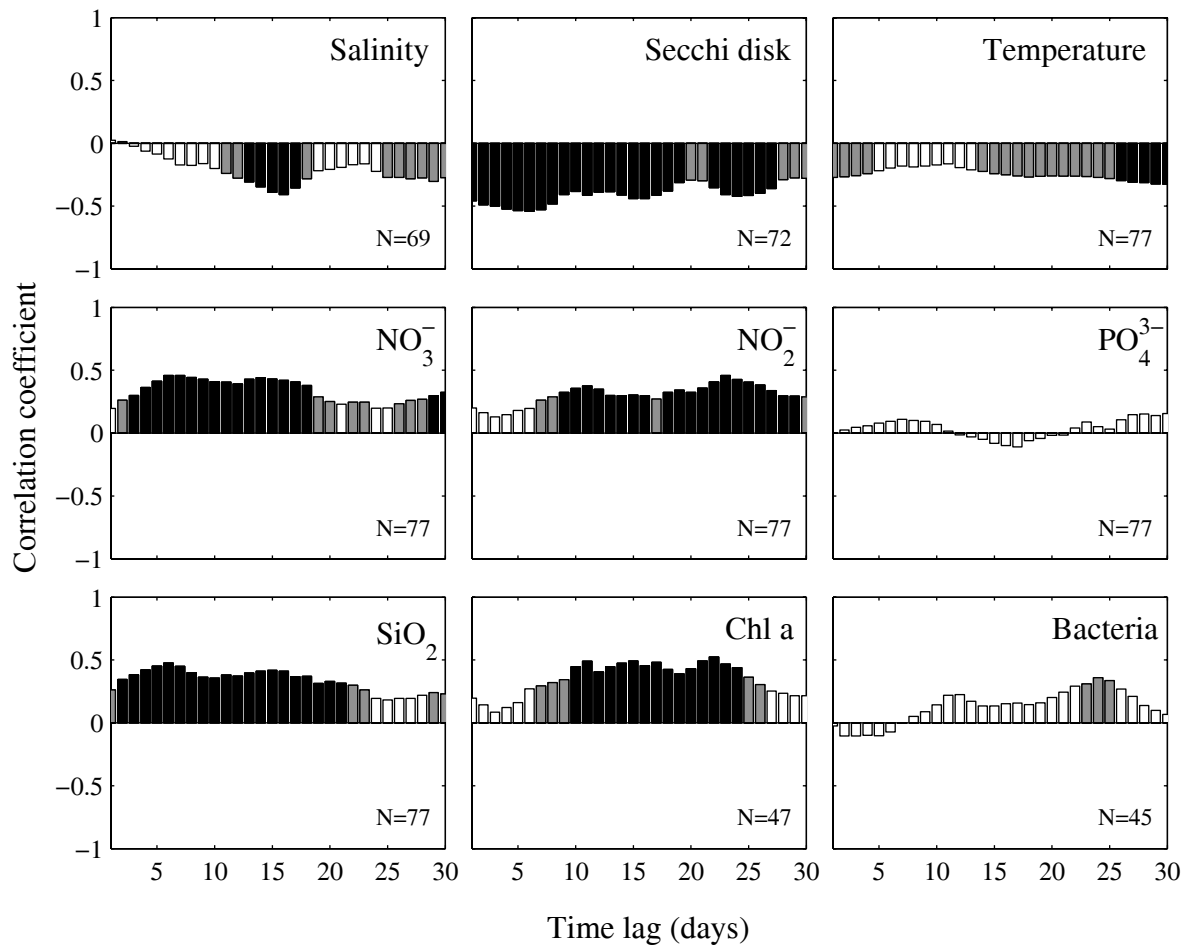 Correlation coefficient
1
0.5
0
−0.5
−1
Salinity
N=69
Secchi disk
N=72
Temperature
N=77
1
0.5
0
−0.5
−1
NO₃⁻
N=77
NO₂⁻
N=77
PO₄³⁻
N=77
1
0.5
0
−0.5
−1
SiO₂
N=77
Chl a
N=47
Bacteria
N=45
5 10 15 20 25 30 5 10 15 20 25 30 5 10 15 20 25 30
Time lag (days)